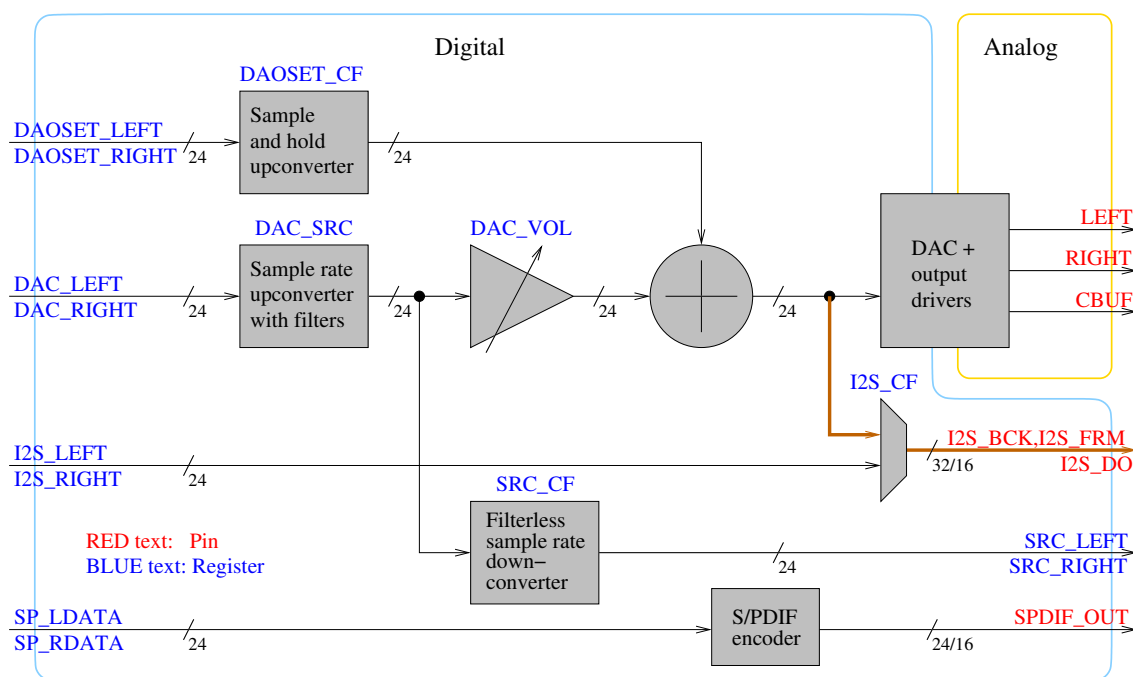 Digital
Analog
DAOSET_CF
DAOSET_LEFT
DAOSET_RIGHT
24
Sample
and hold
upconverter
24
DAC_SRC
DAC_LEFT
DAC_RIGHT
24
Sample rate
upconverter
with filters
24
DAC_VOL
24
24
DAC +
output
drivers
LEFT
RIGHT
CBUF
I2S_CF
I2S_LEFT
I2S_RIGHT
24
32/16
I2S_BCK,I2S_FRM
I2S_DO
SRC_CF
Filterless
sample rate
down-
converter
24
SRC_LEFT
SRC_RIGHT
RED text: Pin
BLUE text: Register
SP_LDATA
SP_RDATA
24
S/PDIF
encoder
24/16
SPDIF_OUT